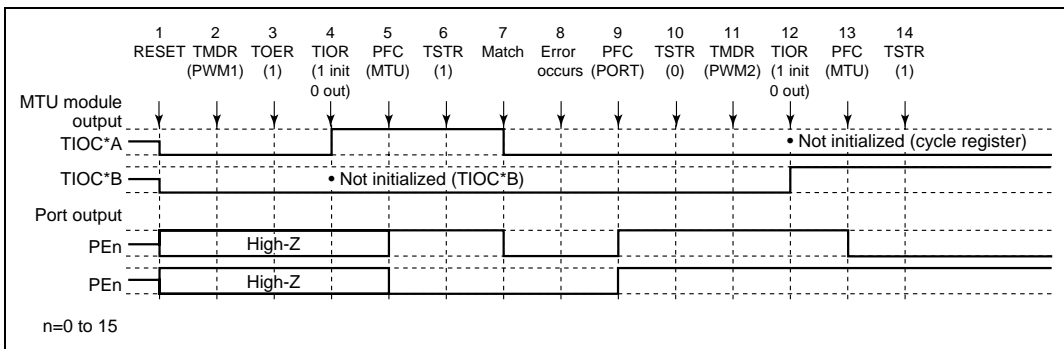 1 2 3 4 5 6 7 8 9 10 11 12 13 14
RESET TMDR TOER TIOR PFC TSTR Match Error PFC TSTR TMDR TIOR PFC TSTR
(PWM1) (1) (1 init (MTU) (1) occurs (PORT) (0) (PWM2) (1 init (MTU) (1)
0 out) 0 out)
MTU module
output
TIOC*A
• Not initialized (cycle register)
TIOC*B
• Not initialized (TIOC*B)
Port output
PEn
High-Z
PEn
High-Z
n=0 to 15